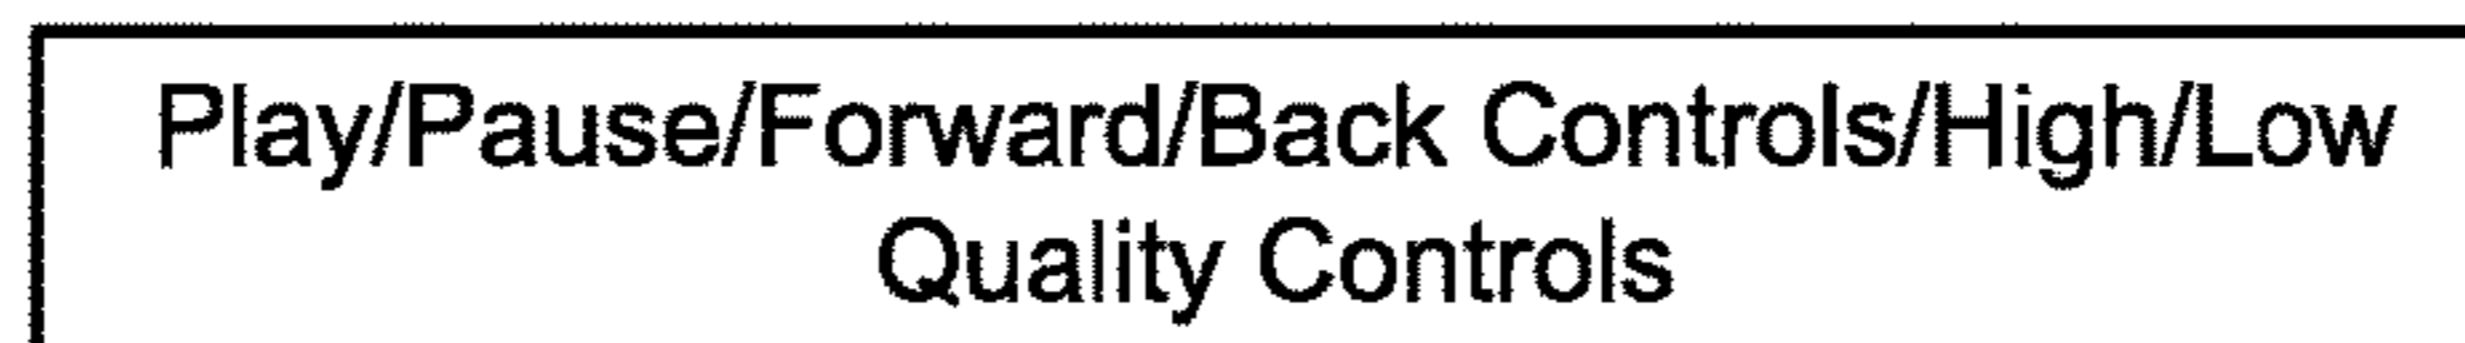 Play/Pause/Forward/Back Controls/High/Low
Quality Controls